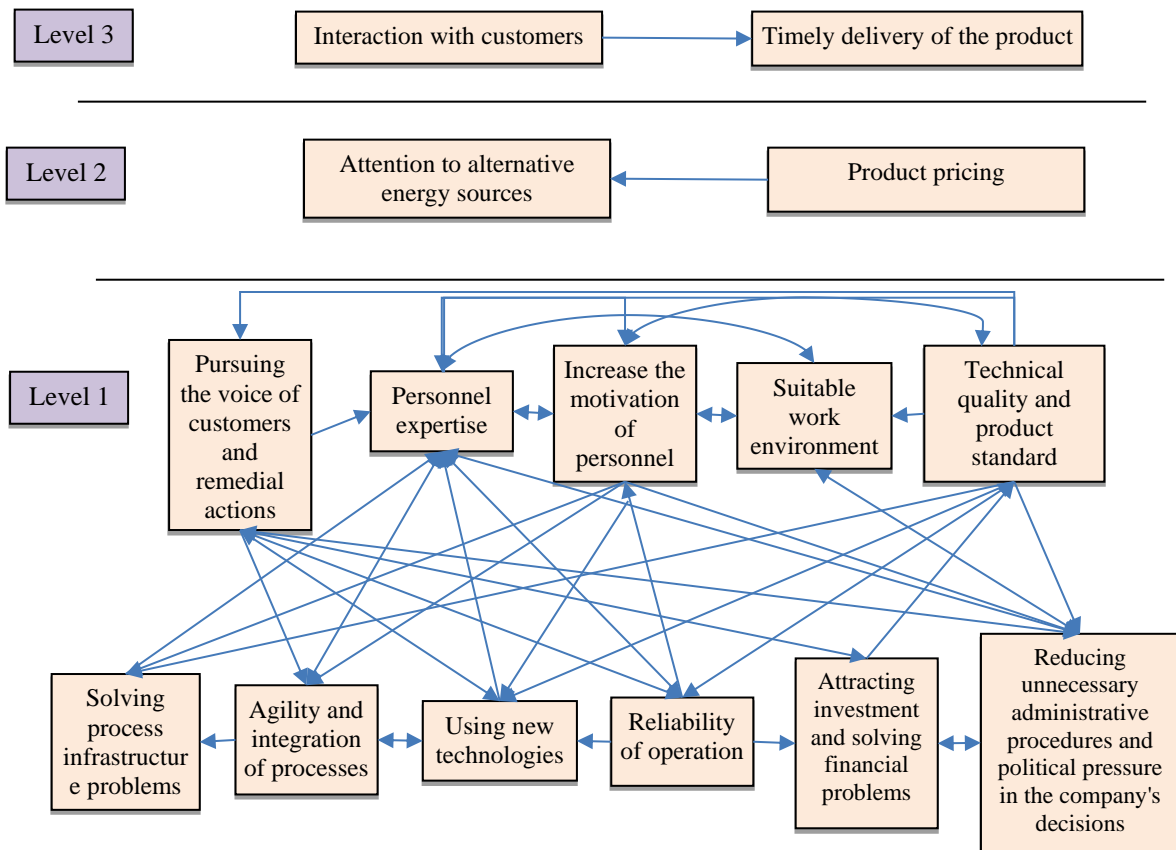 Level 3
Interaction with customers
Timely delivery of the product
Level 2
Attention to alternative
energy sources
Product pricing
Level 1
Pursuing
the voice of
customers
and
remedial
actions
Personnel
expertise
Increase the
motivation
of
personnel
Suitable
work
environment
Technical
quality and
product
standard
Solving
process
infrastructur
e problems
Agility and
integration
of processes
Using new
technologies
Reliability
of operation
Attracting
investment
and solving
financial
problems
Reducing
unnecessary
administrative
procedures and
political pressure
in the company's
decisions